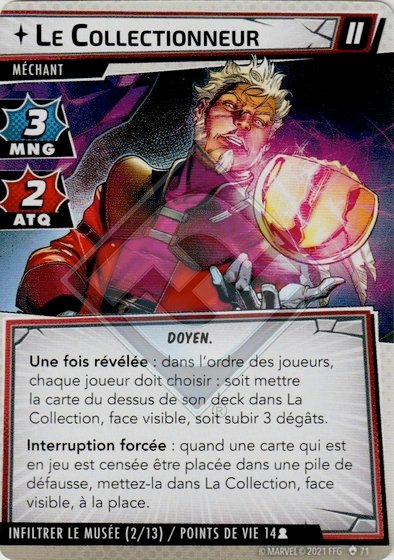 Le Collectionneur
II
MÉCHANT
3
MNG
2
ATQ
DOYEN.
Une fois révélée : dans l'ordre des joueurs,
chaque joueur doit choisir : soit mettre
la carte du dessus de son deck dans La
Collection, face visible, soit subir 3 dégâts.
Interruption forcée : quand une carte qui est
en jeu est censée être placée dans une pile de
défausse, mettez-la dans La Collection, face
visible, à la place.
INFILTRER LE MUSÉE (2/13) / POINTS DE VIE 14
© MARVEL © 2021 FFG 71